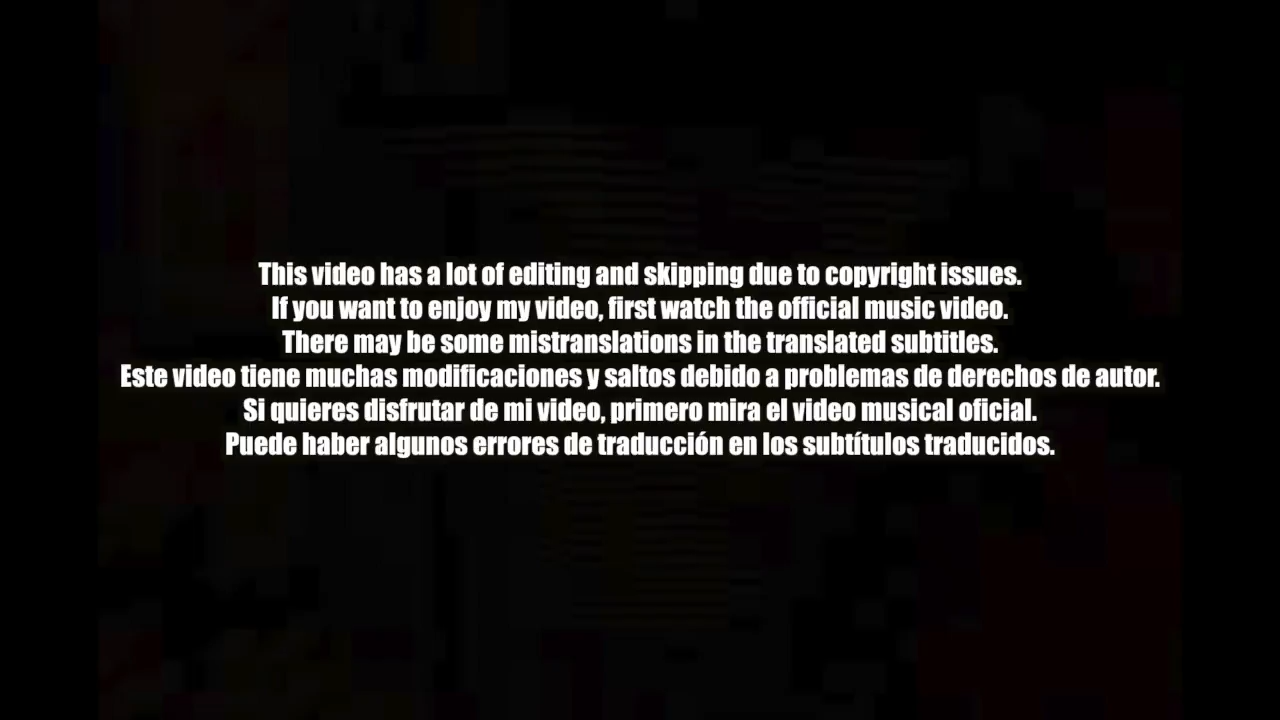 This video has a lot of editing and skipping due to copyright issues.
If you want to enjoy my video, first watch the official music video.
There may be some mistranslations in the translated subtitles.
Este video tiene muchas modificaciones y saltos debido a problemas de derechos de autor.
Si quieres disfrutar de mi video, primero mira el video musical oficial.
Puede haber algunos errores de traducción en los subtítulos traducidos.